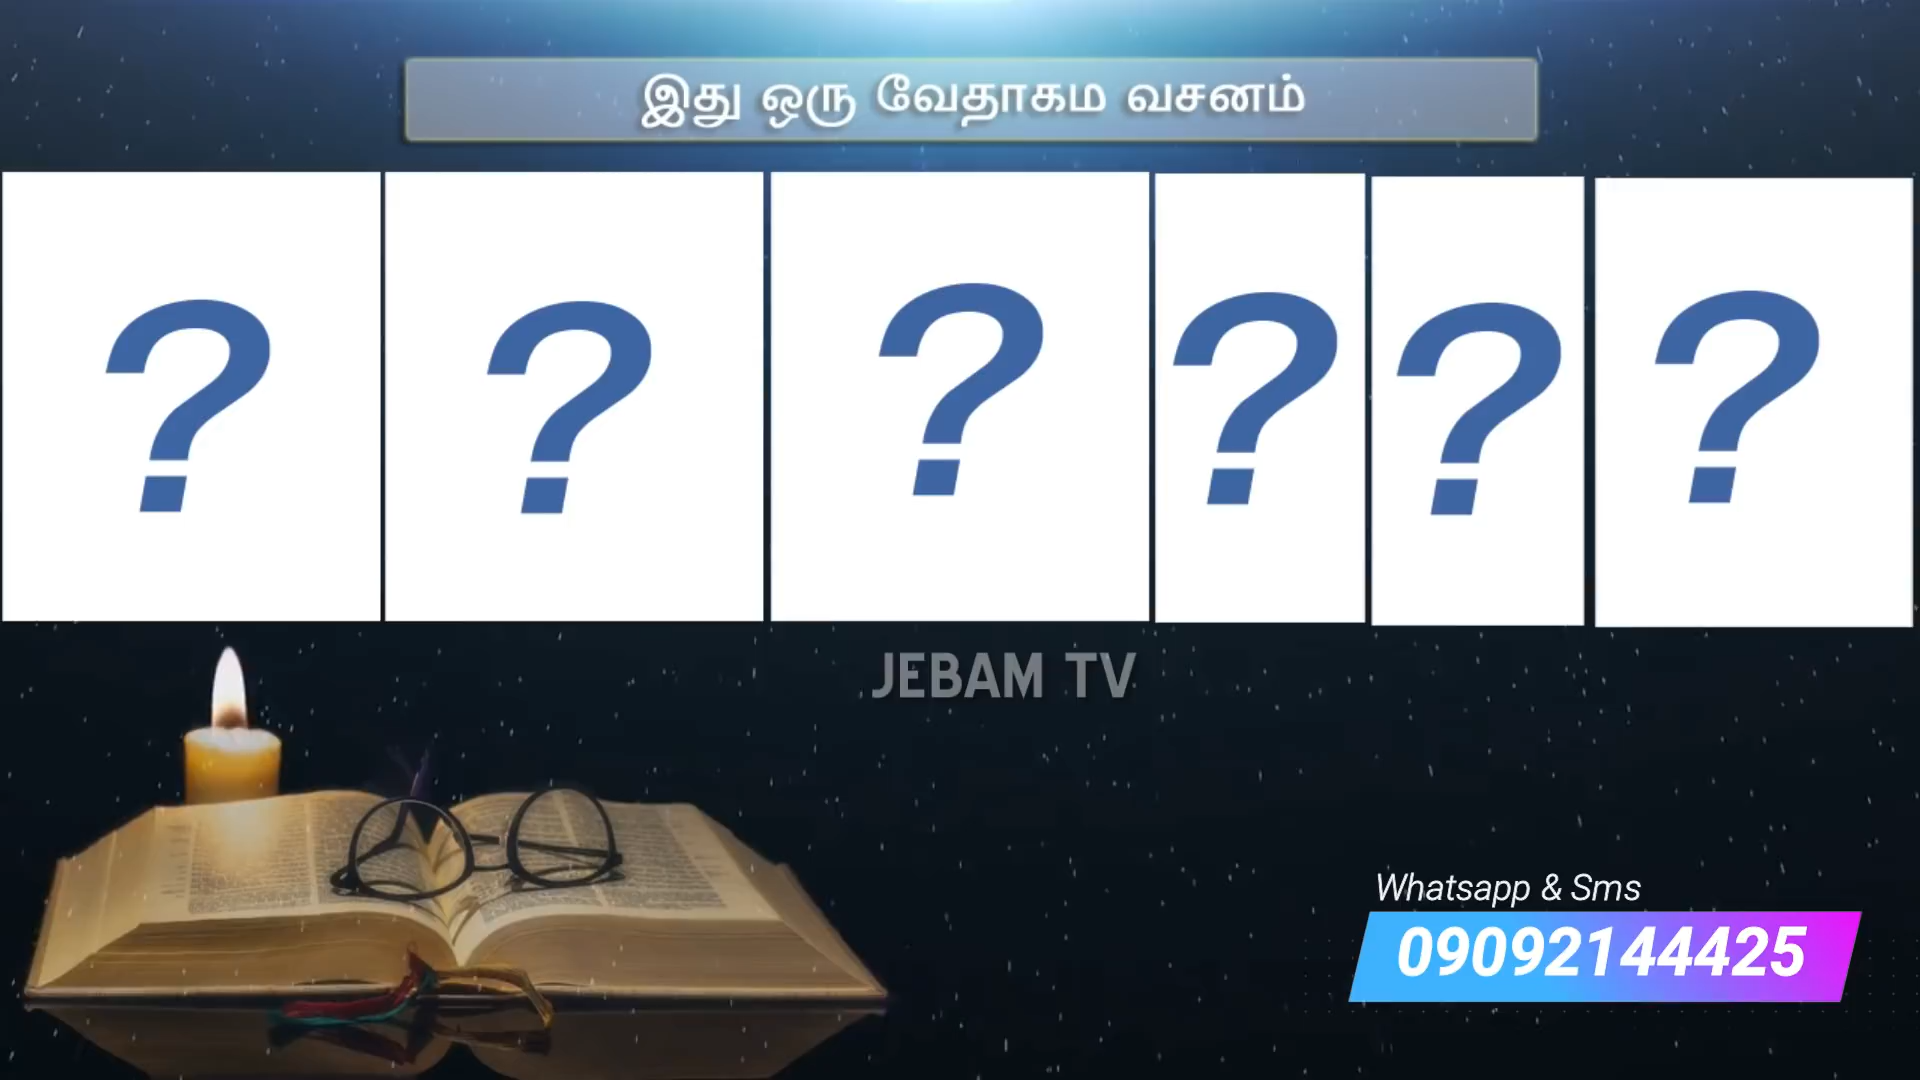 இது ஒரு வேதாகம வசனம்
? ? ? ? ? ?
JEBAM TV
Whatsapp & Sms
09092144425